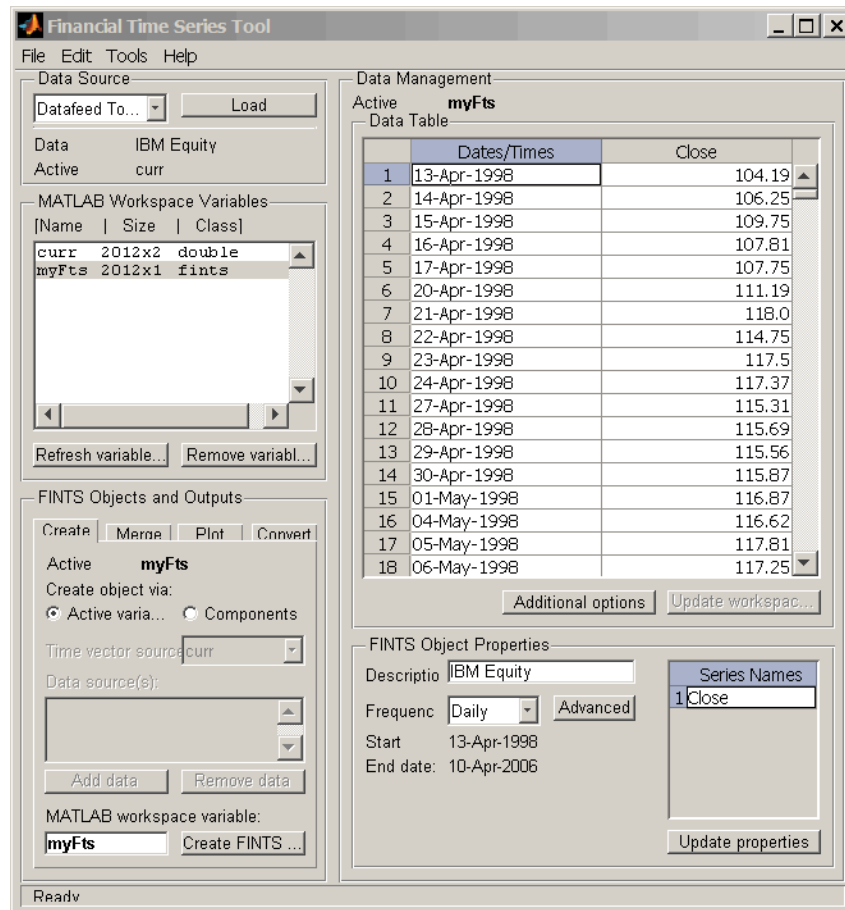 Financial Time Series Tool
File Edit Tools Help
Data Source
Datafeed To...
Load
Data IBM Equity
Active curr
MATLAB Workspace Variables
[Name | Size | Class]
curr 2012x2 double
myFts 2012x1 fints
Refresh variable...
Remove variabl...
FINTS Objects and Outputs
Create Merge Plot Convert
Active myFts
Create object via:
Active varia... Components
Time vector source curr
Data source(s):
Add data
Remove data
MATLAB workspace variable:
myFts
Create FINTS ...
Data Management
Active myFts
Data Table
Dates/Times Close
1 13-Apr-1998 104.19
2 14-Apr-1998 106.25
3 15-Apr-1998 109.75
4 16-Apr-1998 107.81
5 17-Apr-1998 107.75
6 20-Apr-1998 111.19
7 21-Apr-1998 118.0
8 22-Apr-1998 114.75
9 23-Apr-1998 117.5
10 24-Apr-1998 117.37
11 27-Apr-1998 115.31
12 28-Apr-1998 115.69
13 29-Apr-1998 115.56
14 30-Apr-1998 115.87
15 01-May-1998 116.87
16 04-May-1998 116.62
17 05-May-1998 117.81
18 06-May-1998 117.25
Additional options
Update workspac...
FINTS Object Properties
Descriptio IBM Equity
Frequenc Daily
Advanced
Start 13-Apr-1998
End date: 10-Apr-2006
Series Names
1 Close
Update properties
Ready